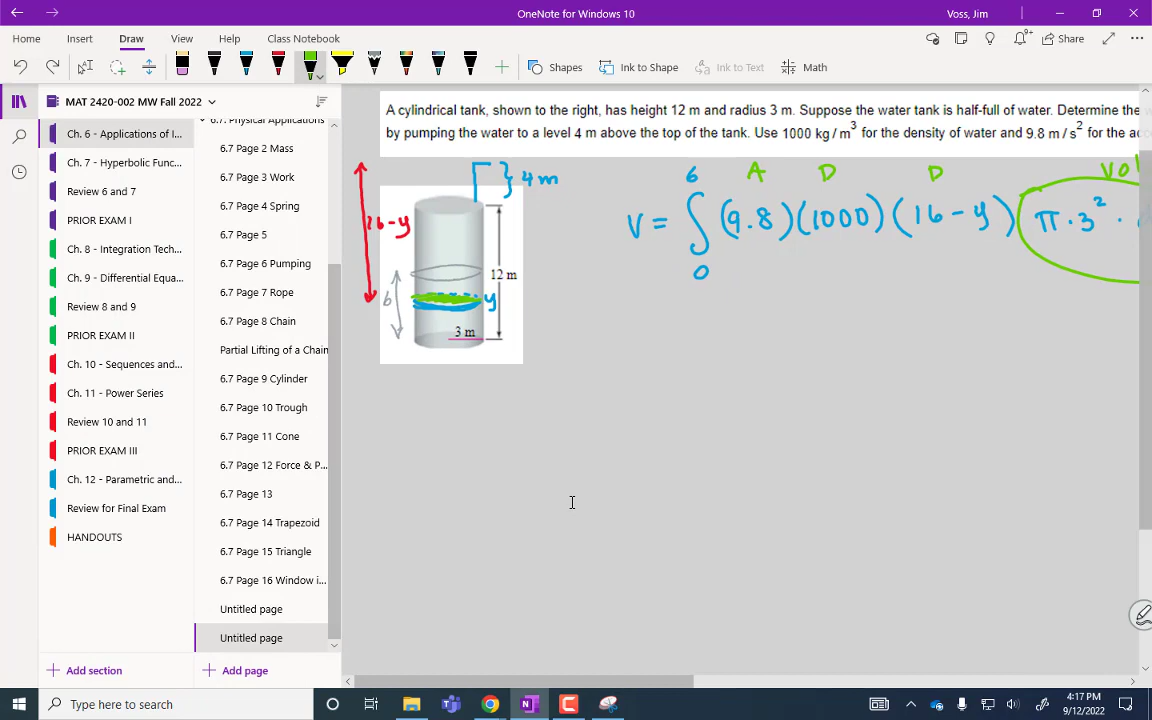 OneNote for Windows 10
Voss, Jim
Home Insert Draw View Help Class Notebook
Share
Shapes Ink to Shape Ink to Text Math
MAT 2420-002 MW Fall 2022
Ch. 6 - Applications of I...
Ch. 7 - Hyperbolic Func...
Review 6 and 7
PRIOR EXAM I
Ch. 8 - Integration Tech...
Ch. 9 - Differential Equa...
Review 8 and 9
PRIOR EXAM II
Ch. 10 - Sequences and...
Ch. 11 - Power Series
Review 10 and 11
PRIOR EXAM III
Ch. 12 - Parametric and...
Review for Final Exam
HANDOUTS
Add section
6.7. Physical Applications
6.7 Page 2 Mass
6.7 Page 3 Work
6.7 Page 4 Spring
6.7 Page 5
6.7 Page 6 Pumping
6.7 Page 7 Rope
6.7 Page 8 Chain
Partial Lifting of a Chain
6.7 Page 9 Cylinder
6.7 Page 10 Trough
6.7 Page 11 Cone
6.7 Page 12 Force & P...
6.7 Page 13
6.7 Page 14 Trapezoid
6.7 Page 15 Triangle
6.7 Page 16 Window i...
Untitled page
Untitled page
Add page
A cylindrical tank, shown to the right, has height 12 m and radius 3 m. Suppose the water tank is half-full of water. Determine the
by pumping the water to a level 4 m above the top of the tank. Use 1000 kg / m³ for the density of water and 9.8 m / s² for the
4 m
16-y
12 m
6
y
3 m
A D D Vol
V = ∫₀⁶ (9.8)(1000)(16-y)(π·3²·
Type here to search
4:17 PM
9/12/2022